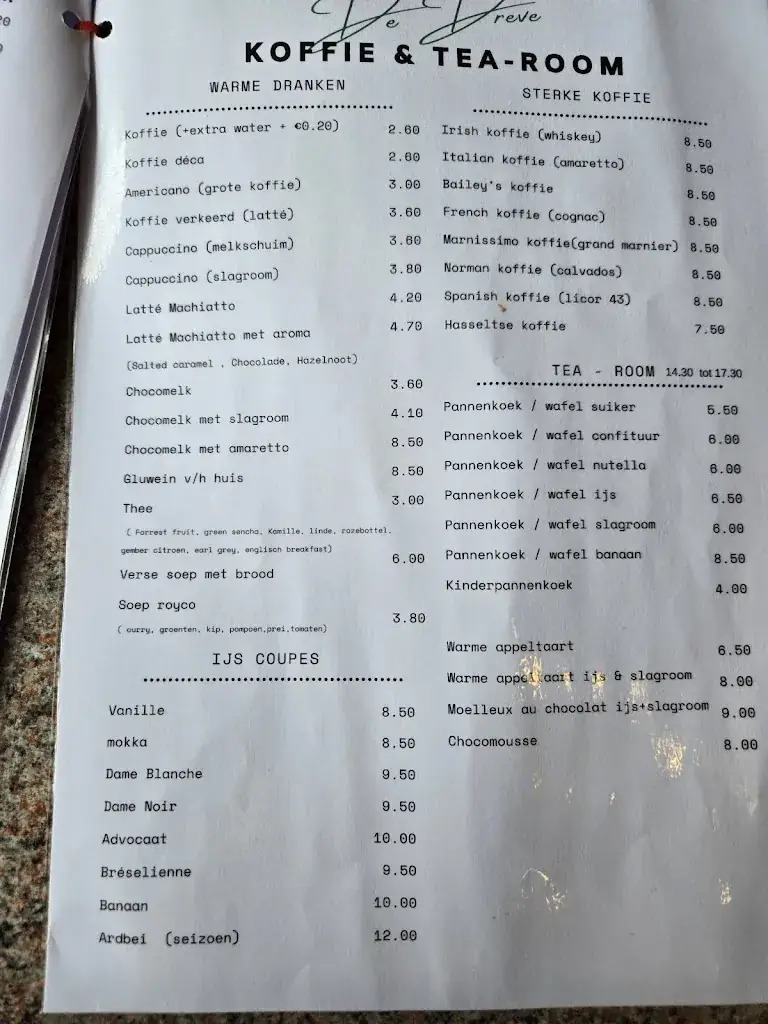 De Dreve
KOFFIE & TEA-ROOM
WARME DRANKEN
Koffie (+extra water + €0.20) 2.60
Koffie déca 2.60
Americano (grote koffie) 3.00
Koffie verkeerd (latté) 3.60
Cappuccino (melkschuim) 3.60
Cappuccino (slagroom) 3.80
Latté Machiatto 4.20
Latté Machiatto met aroma 4.70
(Salted caramel , Chocolade, Hazelnoot)
Chocomelk 3.60
Chocomelk met slagroom 4.10
Chocomelk met amaretto 8.50
Gluwein v/h huis 8.50
Thee 3.00
( Forrest fruit, green sencha, Kamille, linde, rozebottel,
gember citroen, earl grey, englisch breakfast)
Verse soep met brood 6.00
Soep royco 3.80
( curry, groenten, kip, pompoen,prei,tomaten)
IJS COUPES
Vanille 8.50
mokka 8.50
Dame Blanche 9.50
Dame Noir 9.50
Advocaat 10.00
Bréselienne 9.50
Banaan 10.00
Ardbei (seizoen) 12.00
STERKE KOFFIE
Irish koffie (whiskey) 8.50
Italian koffie (amaretto) 8.50
Bailey's koffie 8.50
French koffie (cognac) 8.50
Marnissimo koffie(grand marnier) 8.50
Norman koffie (calvados) 8.50
Spanish koffie (licor 43) 8.50
Hasseltse koffie 7.50
TEA - ROOM 14.30 tot 17.30
Pannenkoek / wafel suiker 5.50
Pannenkoek / wafel confituur 6.00
Pannenkoek / wafel nutella 6.00
Pannenkoek / wafel ijs 6.50
Pannenkoek / wafel slagroom 6.00
Pannenkoek / wafel banaan 8.50
Kinderpannenkoek 4.00
Warme appeltaart 6.50
Warme appeltaart ijs & slagroom 8.00
Moelleux au chocolat ijs+slagroom 9.00
Chocomousse 8.00